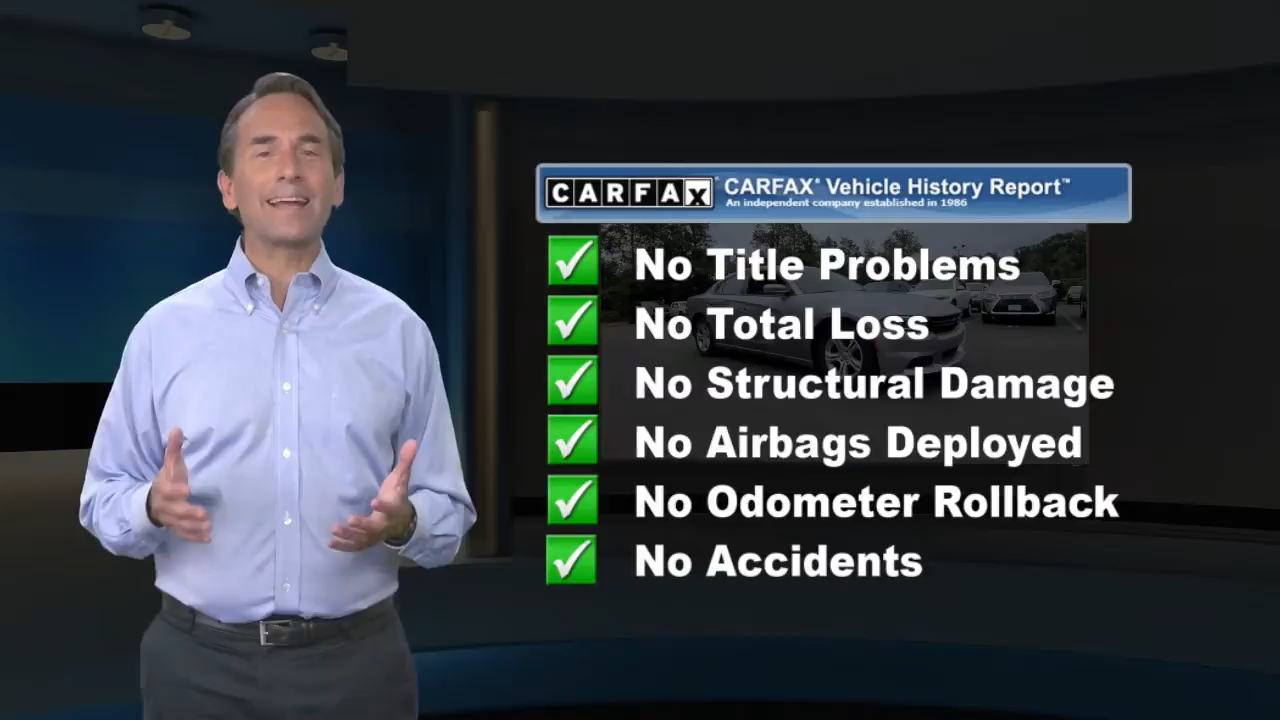 CARFAX® CARFAX® Vehicle History Report™
An independent company established in 1986
No Title Problems
No Total Loss
No Structural Damage
No Airbags Deployed
No Odometer Rollback
No Accidents